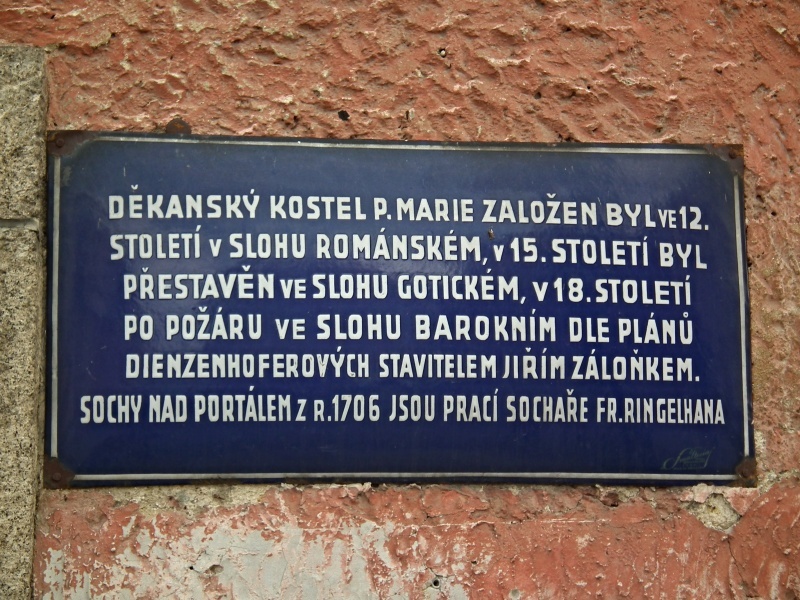 DĚKANSKÝ KOSTEL P. MARIE ZALOŽEN BYL VE 12.
STOLETÍ V SLOHU ROMÁNSKÉM, V 15. STOLETÍ BYL
PŘESTAVĚN VE SLOHU GOTICKÉM, V 18. STOLETÍ
PO POŽÁRU VE SLOHU BAROKNÍM DLE PLÁNŮ
DIENZENHOFEROVÝCH STAVITELEM JIŘÍM ZÁLOŇKEM.
SOCHY NAD PORTÁLEM Z R. 1706 JSOU PRACÍ SOCHAŘE FR. RINGELHANA